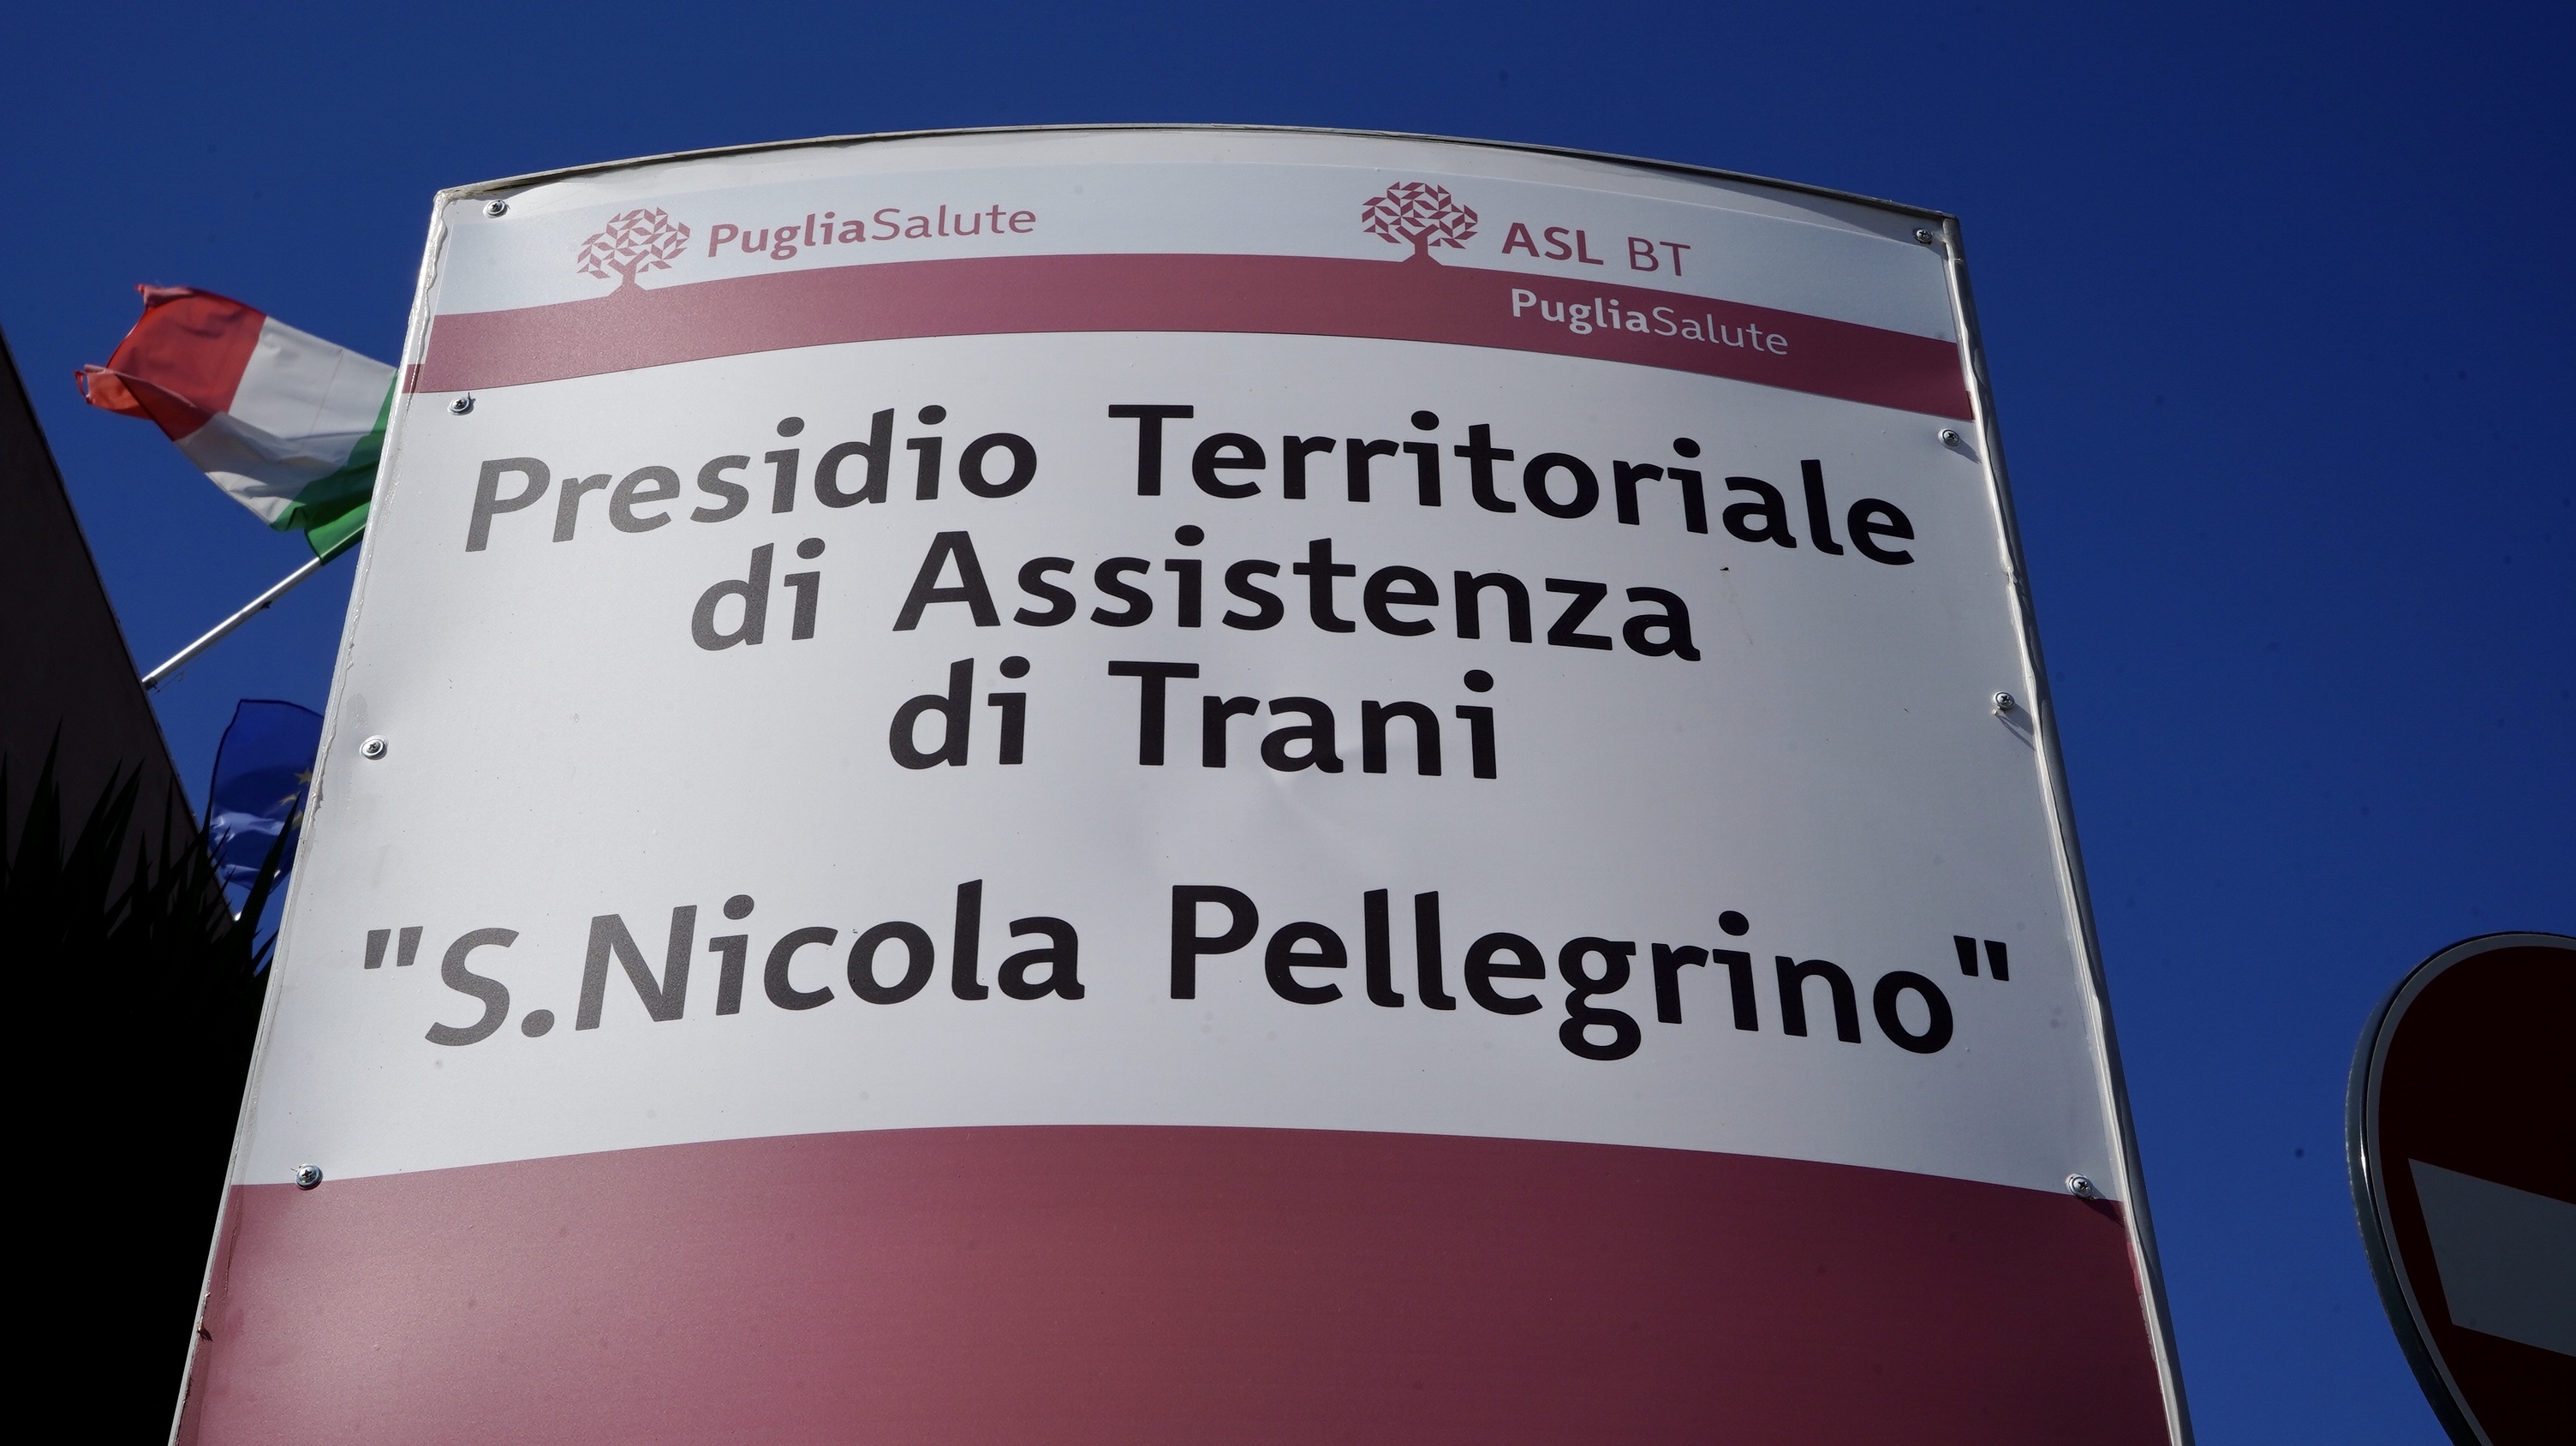 PugliaSalute
ASL BT
PugliaSalute
Presidio Territoriale
di Assistenza
di Trani
"S.Nicola Pellegrino"